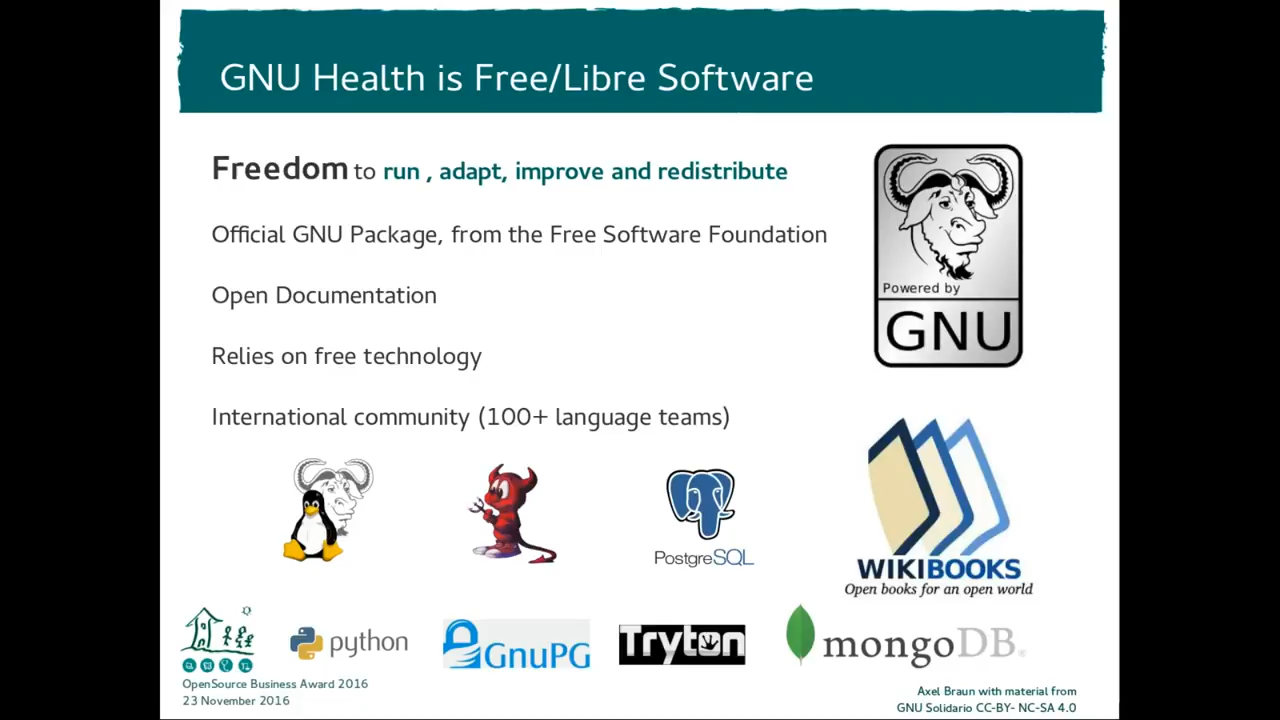 GNU Health is Free/Libre Software
Freedom to run , adapt, improve and redistribute
Official GNU Package, from the Free Software Foundation
Open Documentation
Relies on free technology
International community (100+ language teams)
Powered by
GNU
PostgreSQL
WIKIBOOKS
Open books for an open world
python
GnuPG
Tryton
mongoDB®
OpenSource Business Award 2016
23 November 2016
Axel Braun with material from
GNU Solidario CC-BY- NC-SA 4.0